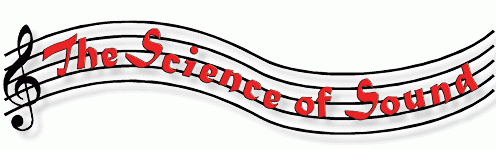 The Science of Sound